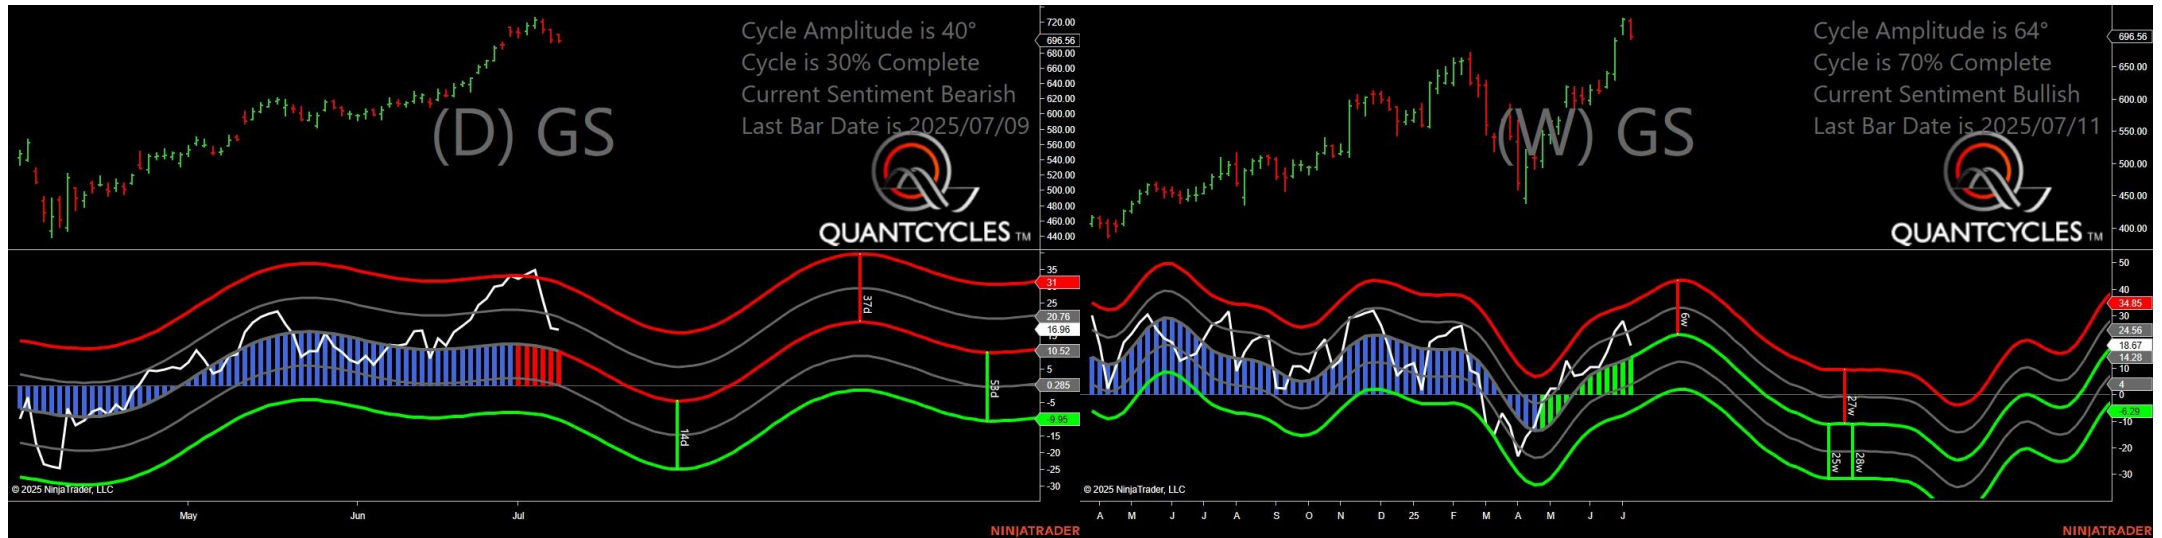 Cycle Amplitude is 40°
Cycle is 30% Complete
Current Sentiment Bearish
Last Bar Date is 2025/07/09
(D) GS
QUANTCYCLES TM
720.00
696.56
680.00
660.00
640.00
620.00
600.00
580.00
560.00
540.00
520.00
500.00
480.00
460.00
440.00
35
31
25
20.76
16.96
15
10.52
5
0.285
-5
-9.95
-15
-20
-25
-30
37d
14d
53d
© 2025 NinjaTrader, LLC
May
Jun
Jul
NINJATRADER
Cycle Amplitude is 64°
Cycle is 70% Complete
Current Sentiment Bullish
Last Bar Date is 2025/07/11
(W) GS
QUANTCYCLES TM
696.56
650.00
600.00
550.00
500.00
450.00
400.00
50
40
34.85
30
24.56
18.67
14.28
10
4
0
-6.29
-10
-20
-30
6w
27w
25w
28w
© 2025 NinjaTrader, LLC
A M J J A S O N D 25 F M A M J J
NINJATRADER